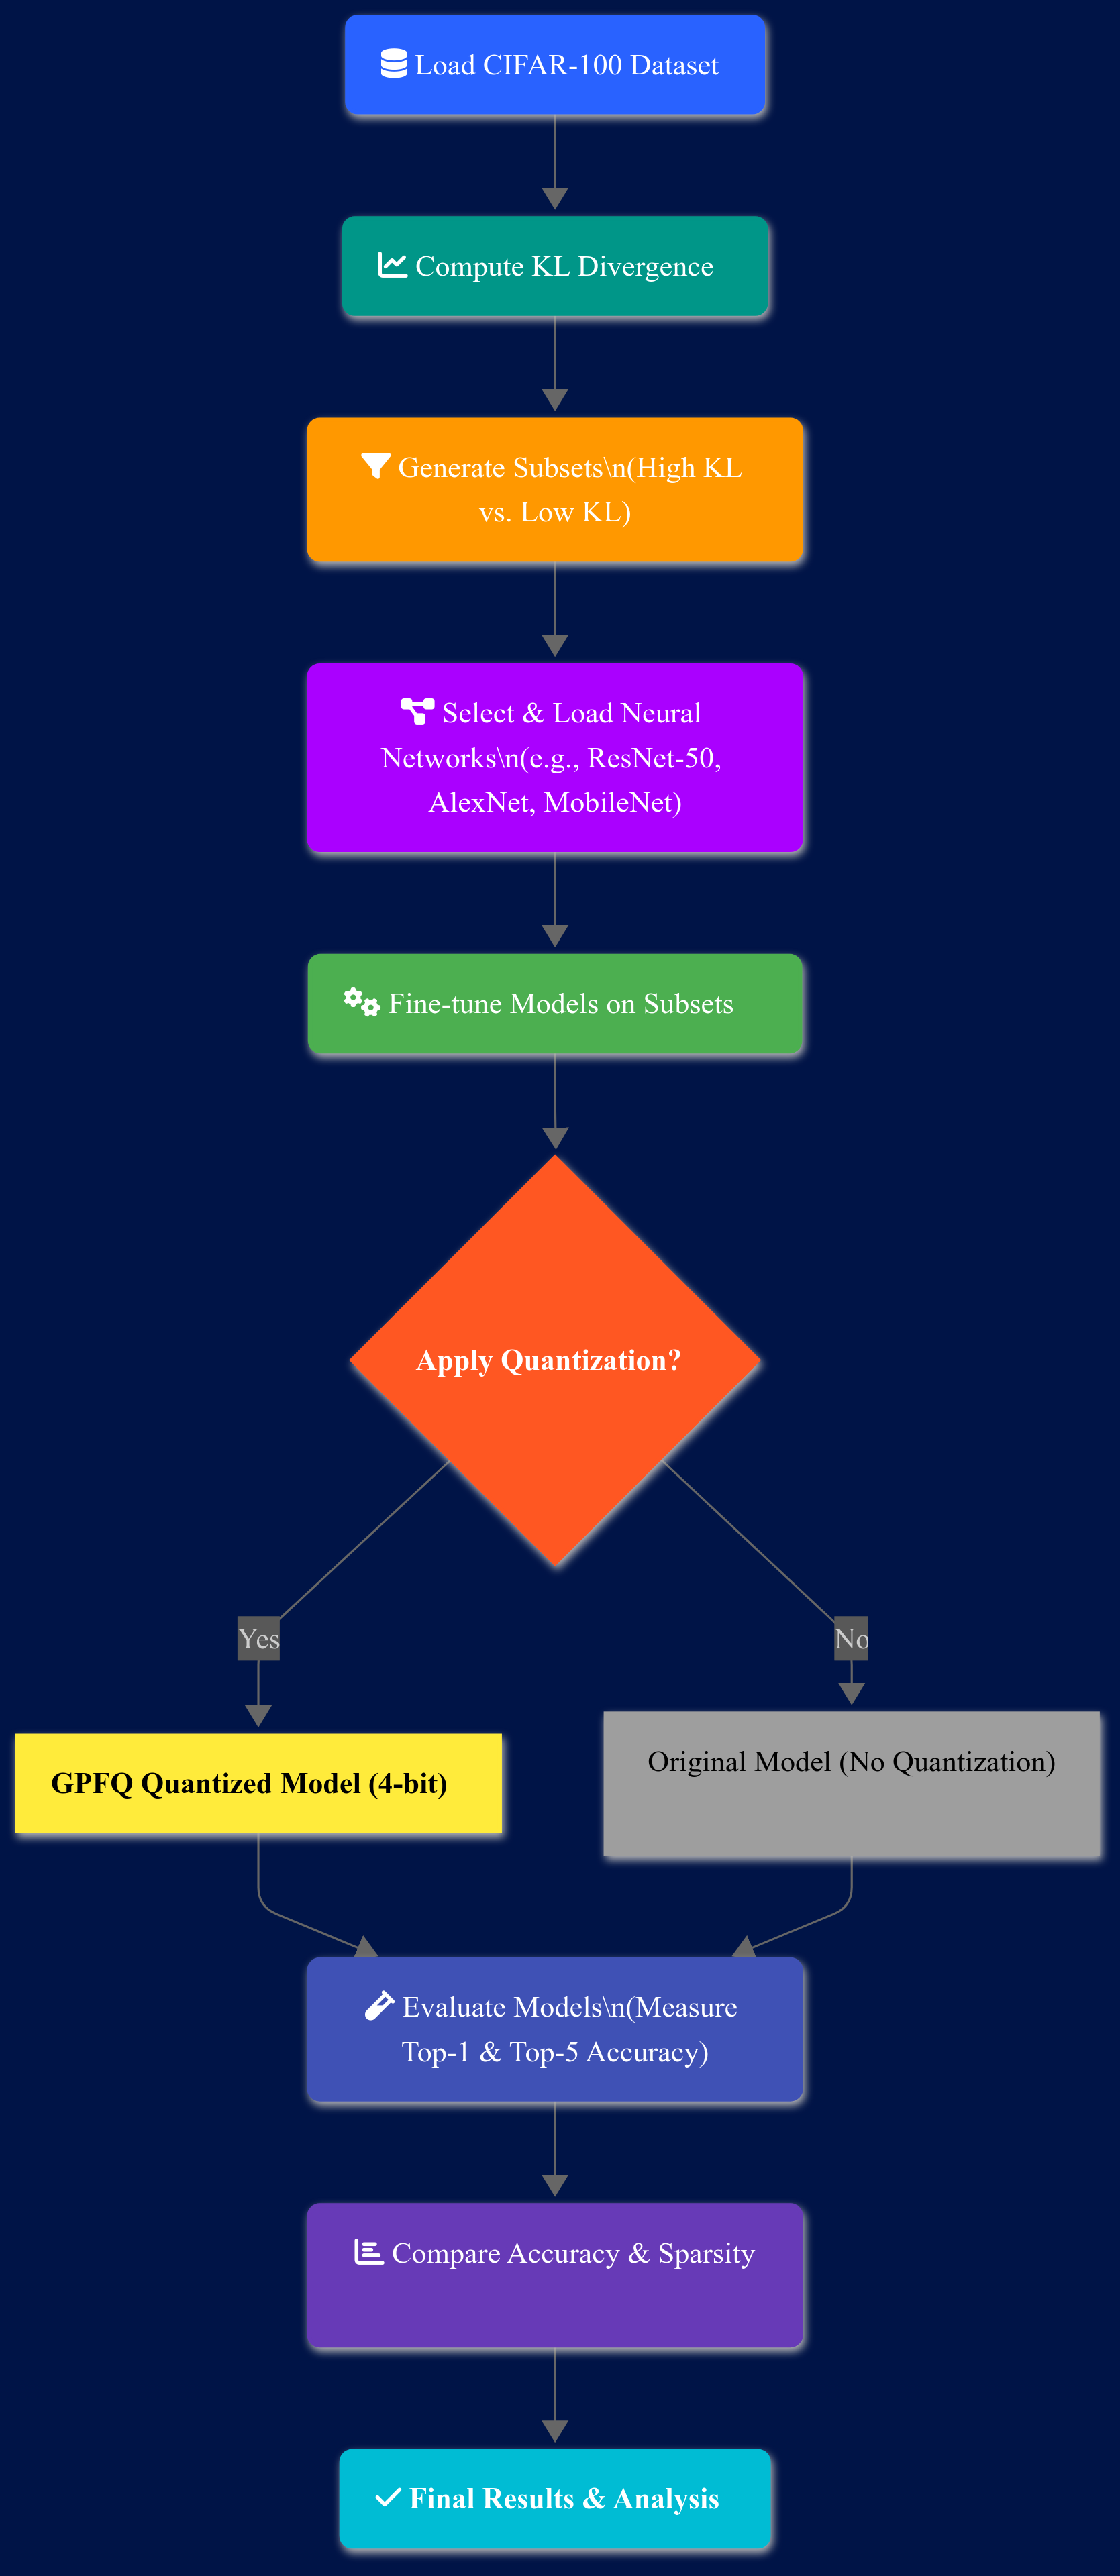 Load CIFAR-100 Dataset
Compute KL Divergence
Generate Subsets\n(High KL
vs. Low KL)
Select & Load Neural
Networks\n(e.g., ResNet-50,
AlexNet, MobileNet)
Fine-tune Models on Subsets
Apply Quantization?
Yes
No
GPFQ Quantized Model (4-bit)
Original Model (No Quantization)
Evaluate Models\n(Measure
Top-1 & Top-5 Accuracy)
Compare Accuracy & Sparsity
Final Results & Analysis